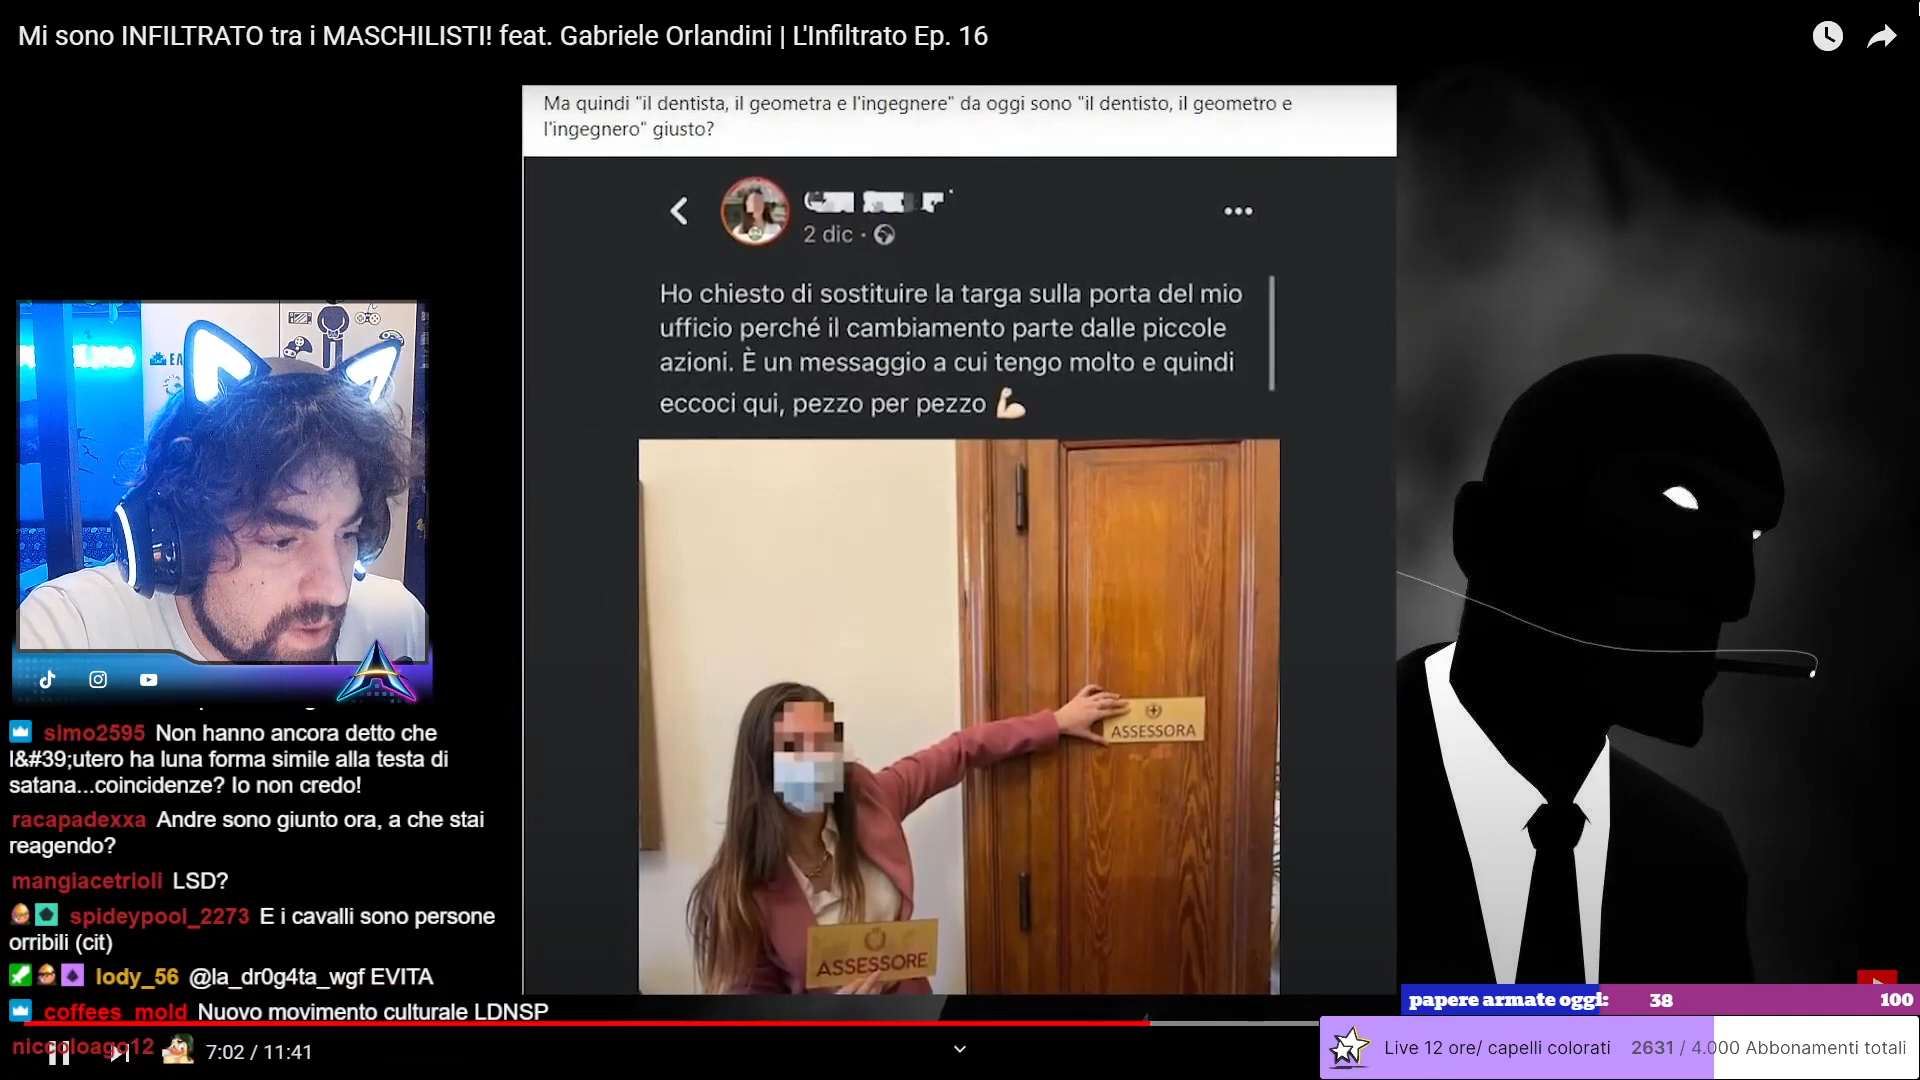 Mi sono INFILTRATO tra i MASCHILISTI! feat. Gabriele Orlandini | L'Infiltrato Ep. 16
Ma quindi "il dentista, il geometra e l'ingegnere" da oggi sono "il dentisto, il geometro e
l'ingegnero" giusto?
2 dic ·
Ho chiesto di sostituire la targa sulla porta del mio
ufficio perché il cambiamento parte dalle piccole
azioni. È un messaggio a cui tengo molto e quindi
eccoci qui, pezzo per pezzo 💪🏻
ASSESSORA
ASSESSORE
simo2595 Non hanno ancora detto che
l&#39;utero ha luna forma simile alla testa di
satana...coincidenze? Io non credo!
racapadexxa Andre sono giunto ora, a che stai
reagendo?
mangiacetrioli LSD?
spideypool_2273 E i cavalli sono persone
orribili (cit)
lody_56 @la_dr0g4ta_wgf EVITA
coffees_mold Nuovo movimento culturale LDNSP
niccoloago12
7:02 / 11:41
papere armate oggi: 38 100
Live 12 ore/ capelli colorati 2631 / 4.000 Abbonamenti totali